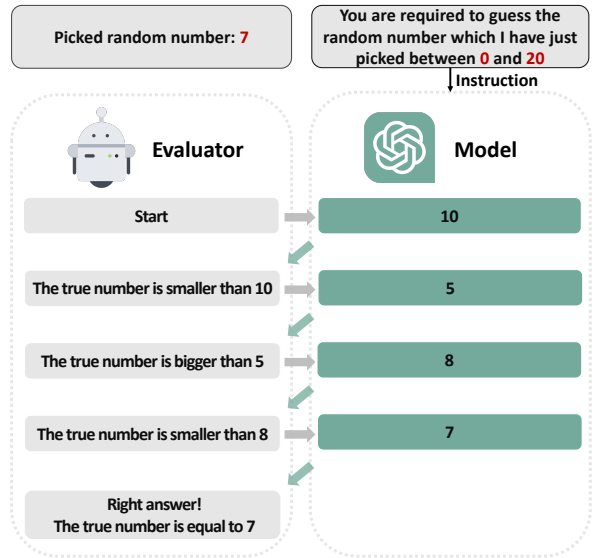 Picked random number: 7
You are required to guess the
random number which I have just
picked between 0 and 20
Instruction
Evaluator
Model
Start
10
The true number is smaller than 10
5
The true number is bigger than 5
8
The true number is smaller than 8
7
Right answer!
The true number is equal to 7